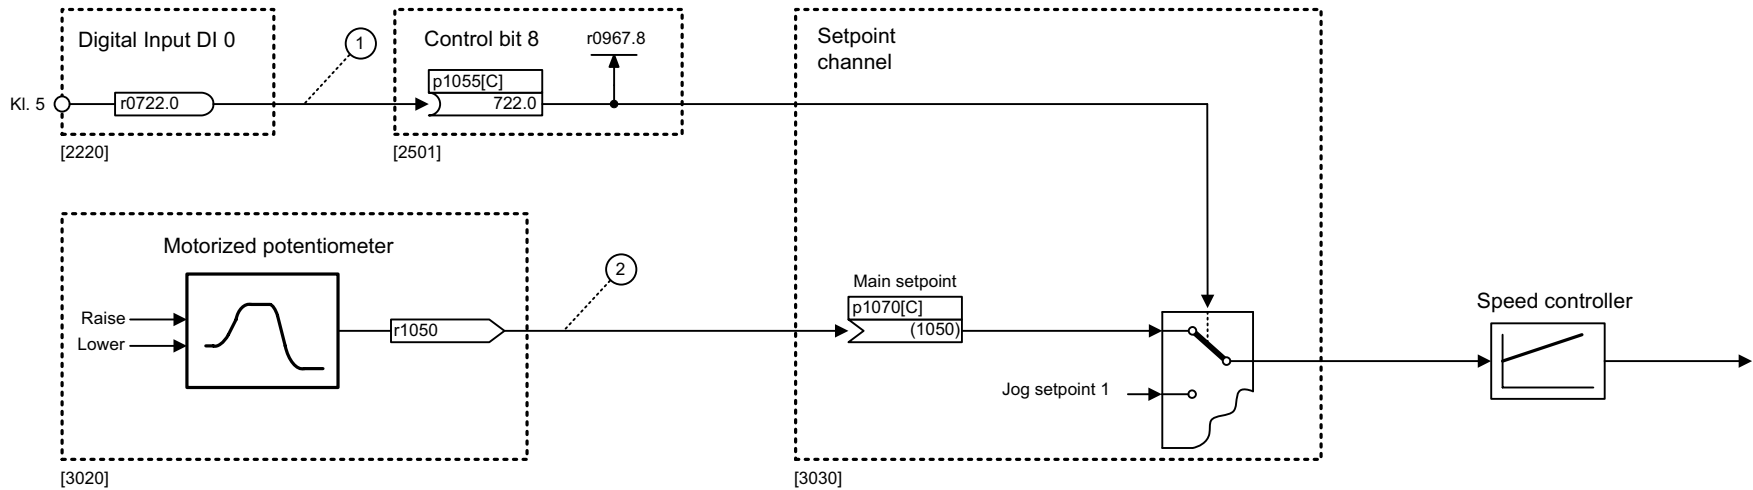 Digital Input DI 0
1
Control bit 8
r0967.8
Setpoint
channel
p1055[C]
Kl. 5
r0722.0
722.0
[2220]
[2501]
Motorized potentiometer
2
Main setpoint
Speed controller
p1070[C]
Raise
r1050
(1050)
Lower
Jog setpoint 1
[3020]
[3030]